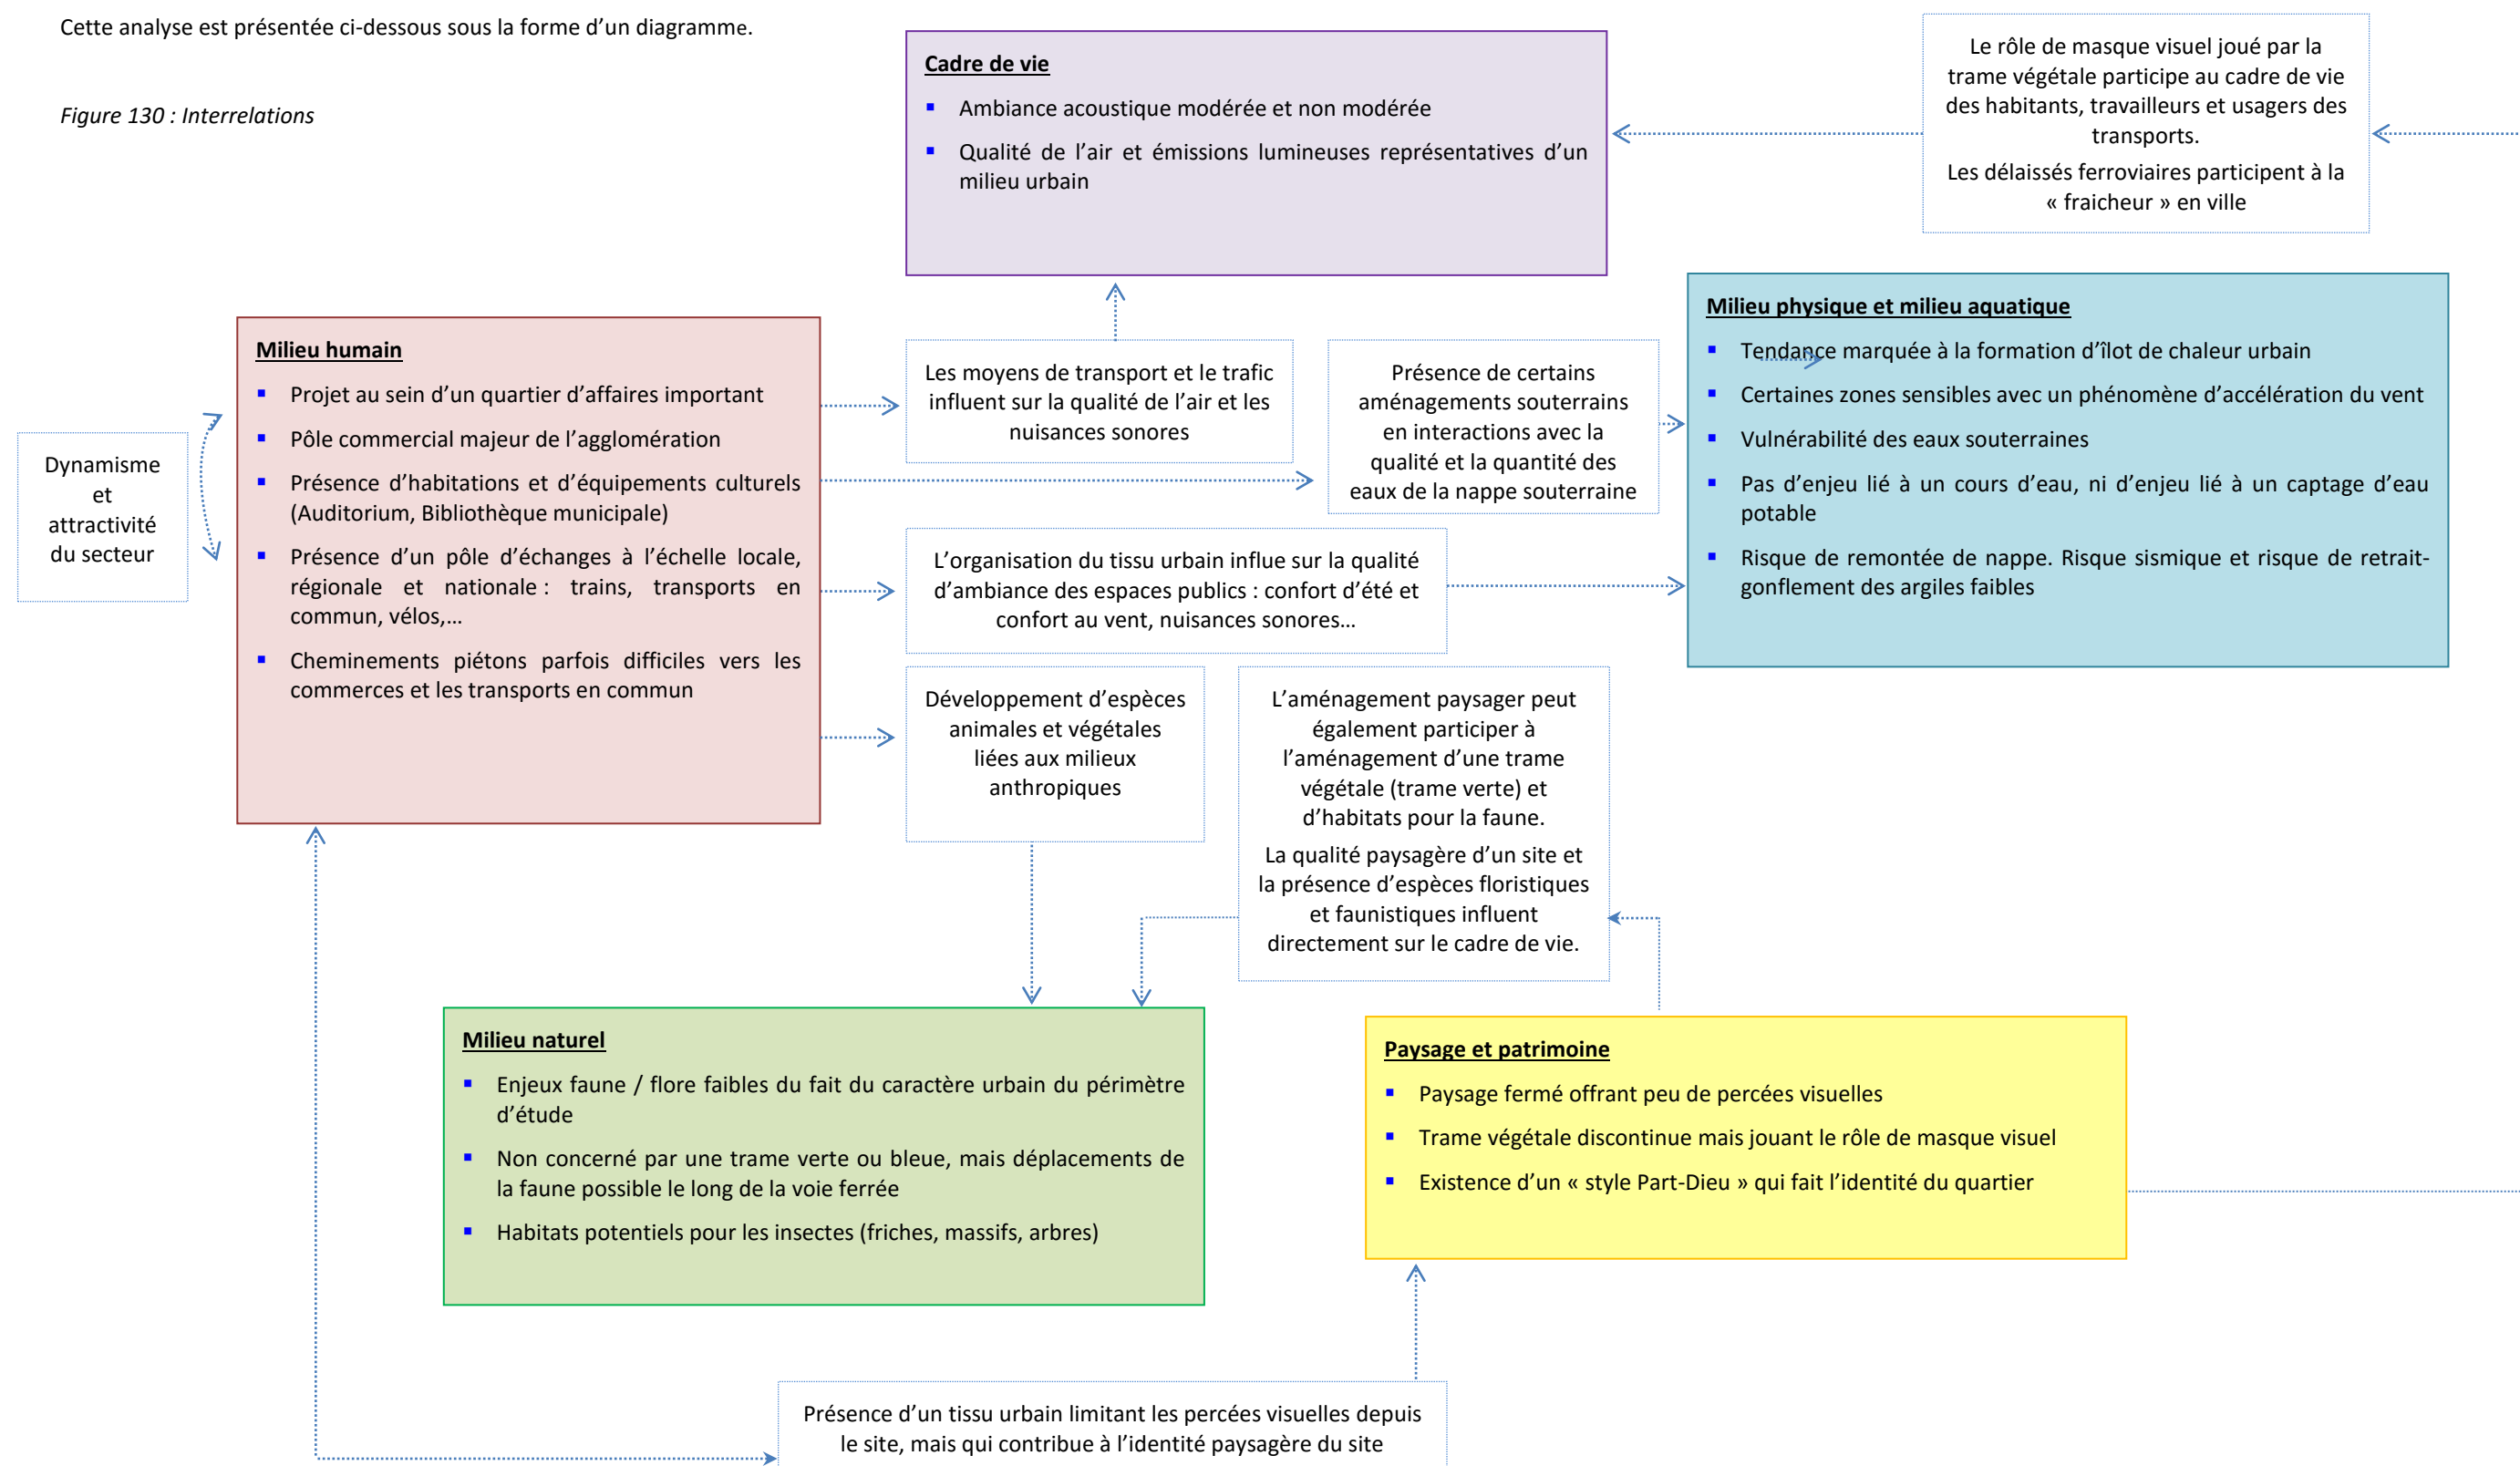 Cette analyse est présentée ci-dessous sous la forme d’un diagramme.
Figure 130 : Interrelations
Cadre de vie
▪ Ambiance acoustique modérée et non modérée
▪ Qualité de l’air et émissions lumineuses représentatives d’un
milieu urbain
Le rôle de masque visuel joué par la
trame végétale participe au cadre de vie
des habitants, travailleurs et usagers des
transports.
Les délaissés ferroviaires participent à la
« fraicheur » en ville
Dynamisme
et
attractivité
du secteur
Milieu humain
▪ Projet au sein d’un quartier d’affaires important
▪ Pôle commercial majeur de l’agglomération
▪ Présence d’habitations et d’équipements culturels
(Auditorium, Bibliothèque municipale)
▪ Présence d’un pôle d’échanges à l’échelle locale,
régionale et nationale : trains, transports en
commun, vélos,…
▪ Cheminements piétons parfois difficiles vers les
commerces et les transports en commun
Les moyens de transport et le trafic
influent sur la qualité de l’air et les
nuisances sonores
Présence de certains
aménagements souterrains
en interactions avec la
qualité et la quantité des
eaux de la nappe souterraine
Milieu physique et milieu aquatique
▪ Tendance marquée à la formation d’îlot de chaleur urbain
▪ Certaines zones sensibles avec un phénomène d’accélération du vent
▪ Vulnérabilité des eaux souterraines
▪ Pas d’enjeu lié à un cours d’eau, ni d’enjeu lié à un captage d’eau
potable
▪ Risque de remontée de nappe. Risque sismique et risque de retrait-
gonflement des argiles faibles
L’organisation du tissu urbain influe sur la qualité
d’ambiance des espaces publics : confort d’été et
confort au vent, nuisances sonores…
Développement d’espèces
animales et végétales
liées aux milieux
anthropiques
L’aménagement paysager peut
également participer à
l’aménagement d’une trame
végétale (trame verte) et
d’habitats pour la faune.
La qualité paysagère d’un site et
la présence d’espèces floristiques
et faunistiques influent
directement sur le cadre de vie.
Milieu naturel
▪ Enjeux faune / flore faibles du fait du caractère urbain du périmètre
d’étude
▪ Non concerné par une trame verte ou bleue, mais déplacements de
la faune possible le long de la voie ferrée
▪ Habitats potentiels pour les insectes (friches, massifs, arbres)
Paysage et patrimoine
▪ Paysage fermé offrant peu de percées visuelles
▪ Trame végétale discontinue mais jouant le rôle de masque visuel
▪ Existence d’un « style Part-Dieu » qui fait l’identité du quartier
Présence d’un tissu urbain limitant les percées visuelles depuis
le site, mais qui contribue à l’identité paysagère du site